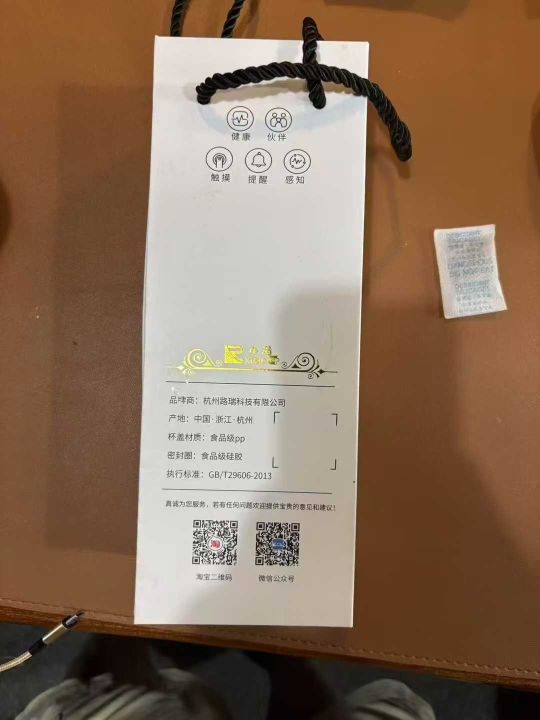 健康 伙伴
触摸 提醒 感知
品牌商：杭州路瑞科技有限公司
产地：中国·浙江·杭州
杯盖材质：食品级pp
密封圈：食品级硅胶
执行标准：GB/T29606-2013
真诚为您服务，若有任何问题欢迎提供宝贵的意见和建议！
淘宝二维码 微信公众号
DO NOT EAT